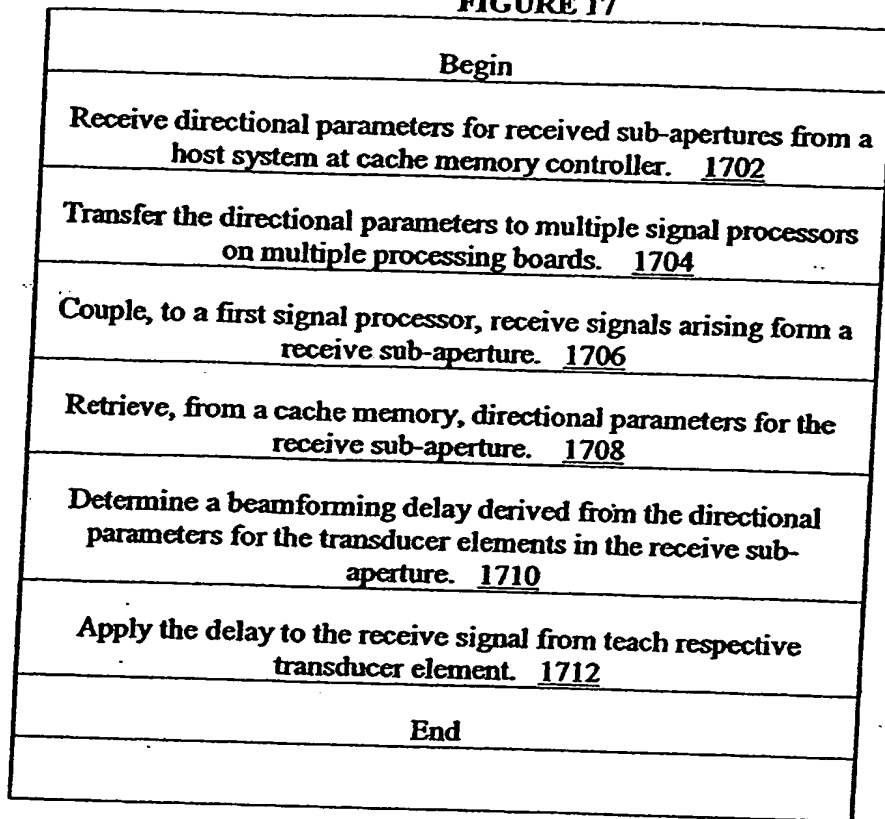 FIGURE 17
Begin
Receive directional parameters for received sub-apertures from a
host system at cache memory controller. 1702
Transfer the directional parameters to multiple signal processors
on multiple processing boards. 1704
Couple, to a first signal processor, receive signals arising form a
receive sub-aperture. 1706
Retrieve, from a cache memory, directional parameters for the
receive sub-aperture. 1708
Determine a beamforming delay derived from the directional
parameters for the transducer elements in the receive sub-
aperture. 1710
Apply the delay to the receive signal from teach respective
transducer element. 1712
End